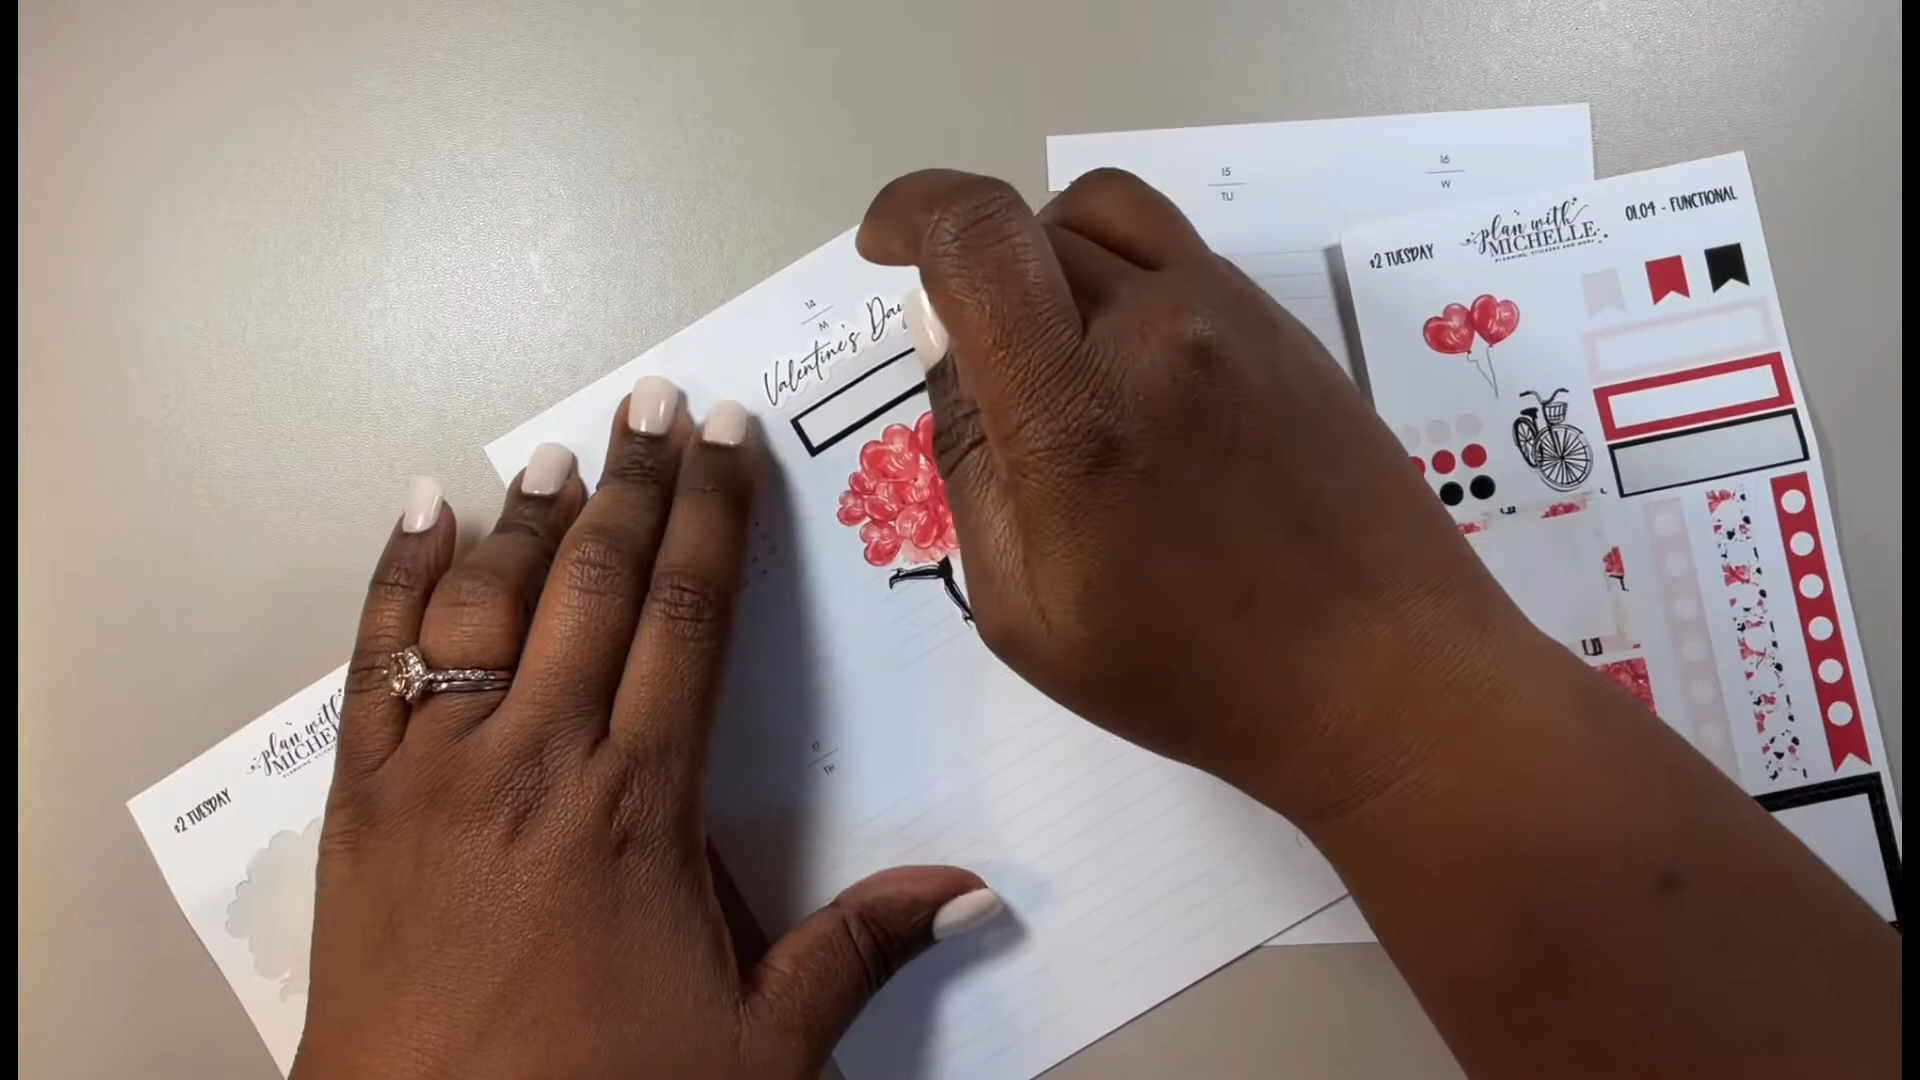 15
TU
16
W
$2 TUESDAY
plan with
MICHELLE
PLANNING, STICKERS AND MORE
01.04 - FUNCTIONAL
14
M
Valentine's Day
17
TH
$2 TUESDAY
plan with